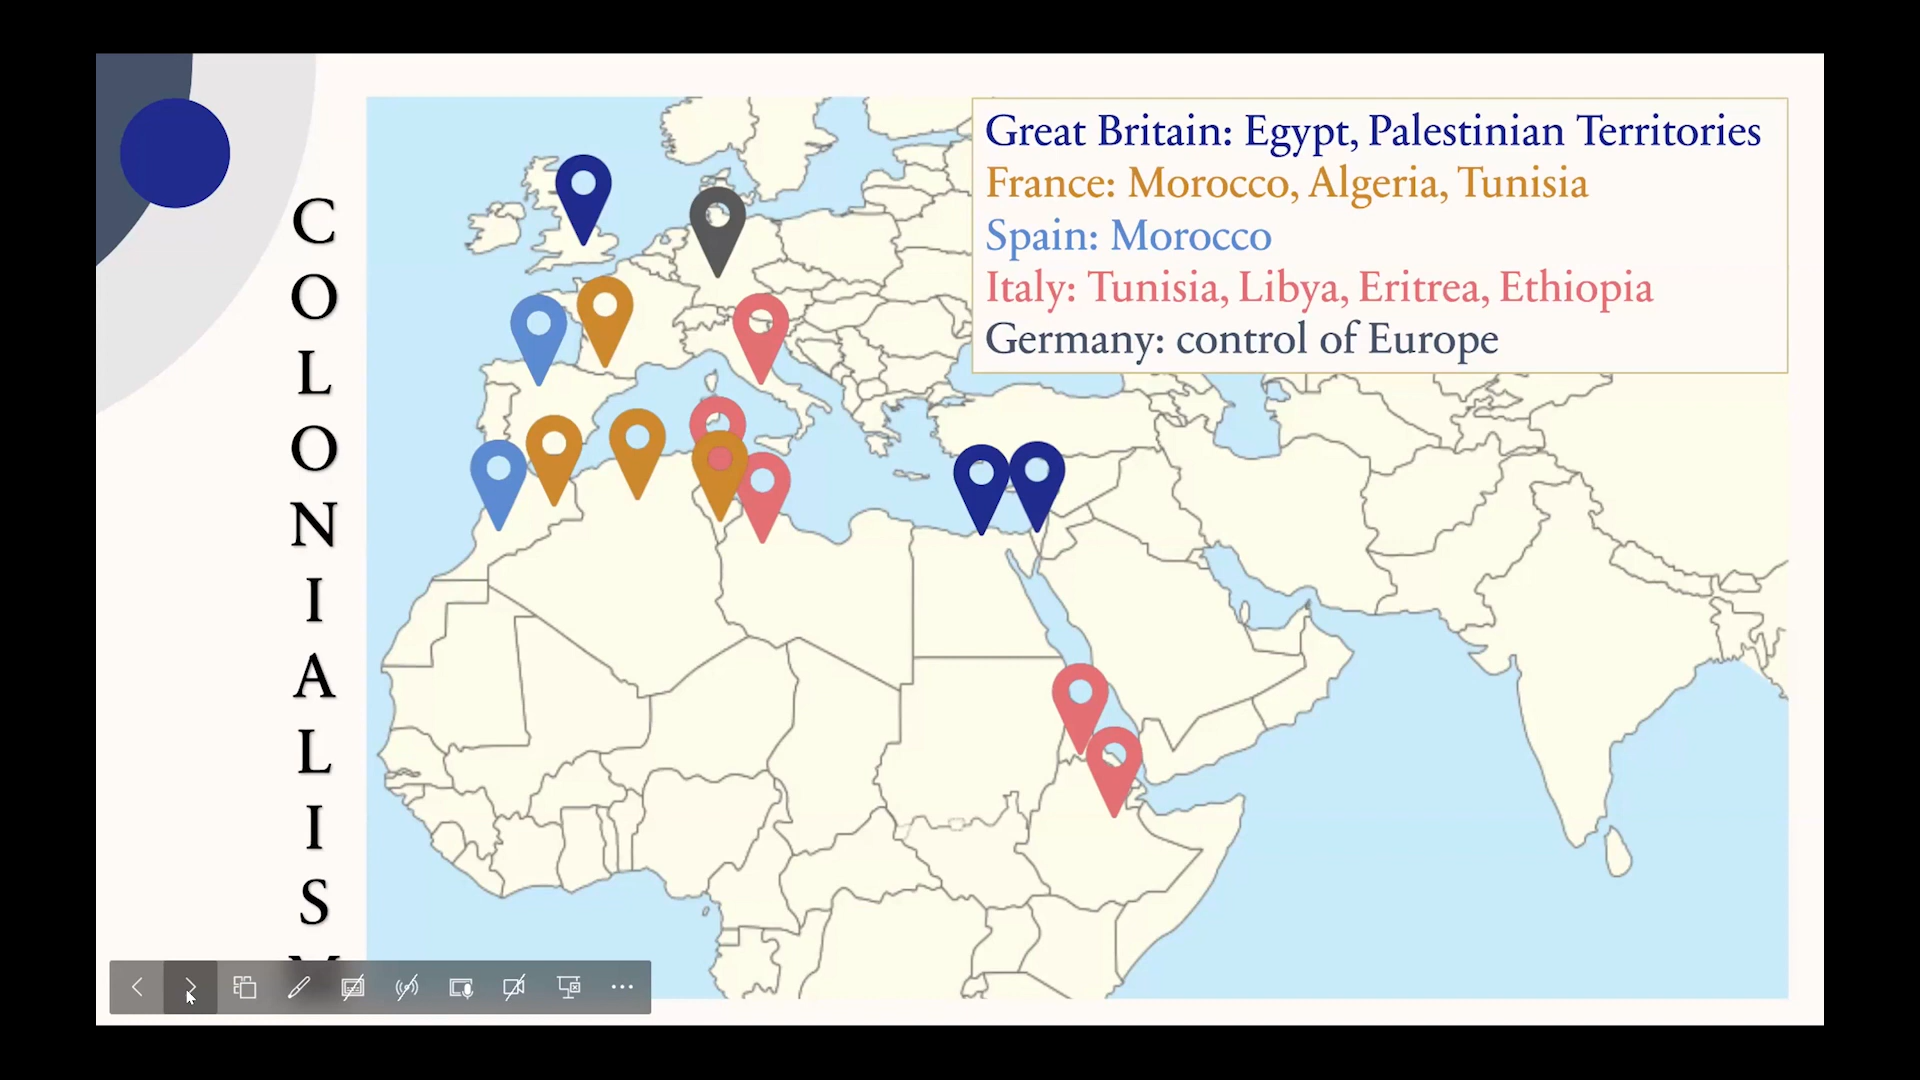 Great Britain: Egypt, Palestinian Territories
France: Morocco, Algeria, Tunisia
Spain: Morocco
Italy: Tunisia, Libya, Eritrea, Ethiopia
Germany: control of Europe
C
O
L
O
N
I
A
L
I
S
M